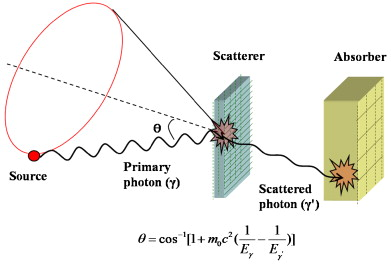 Scatterer
Absorber
θ
Source
Primary
photon (γ)
Scattered
photon (γ')
θ = cos⁻¹[1 + m₀c²(1/E_γ − 1/E_γ')]